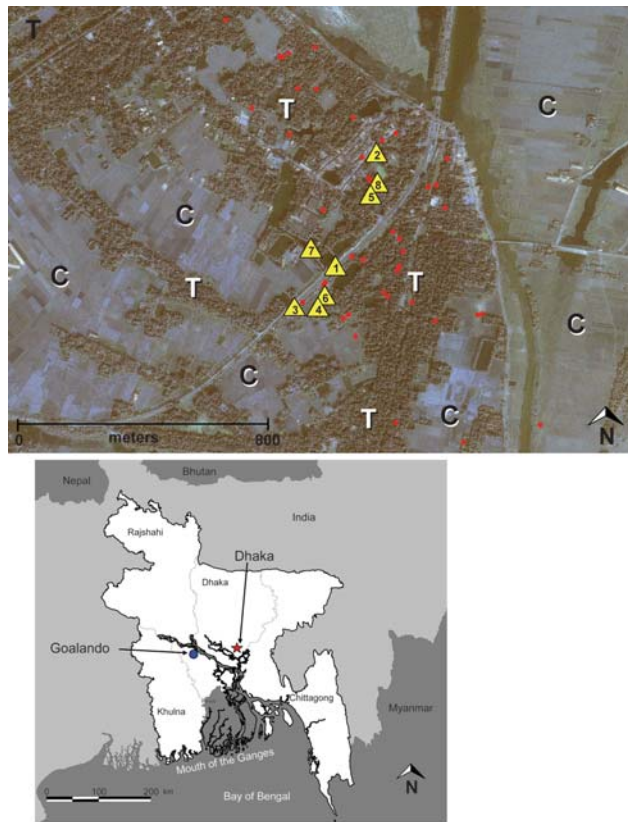 T
T
C
2
8
5
C
7
1
T
C
T
6
3
4
C
C
C
T
0 meters 800
N
Nepal
Bhutan
India
Rajshahi
Dhaka
Dhaka
Goalando
Khulna
Chittagong
Myanmar
Mouth of the Ganges
Bay of Bengal
0 100 200
km
N